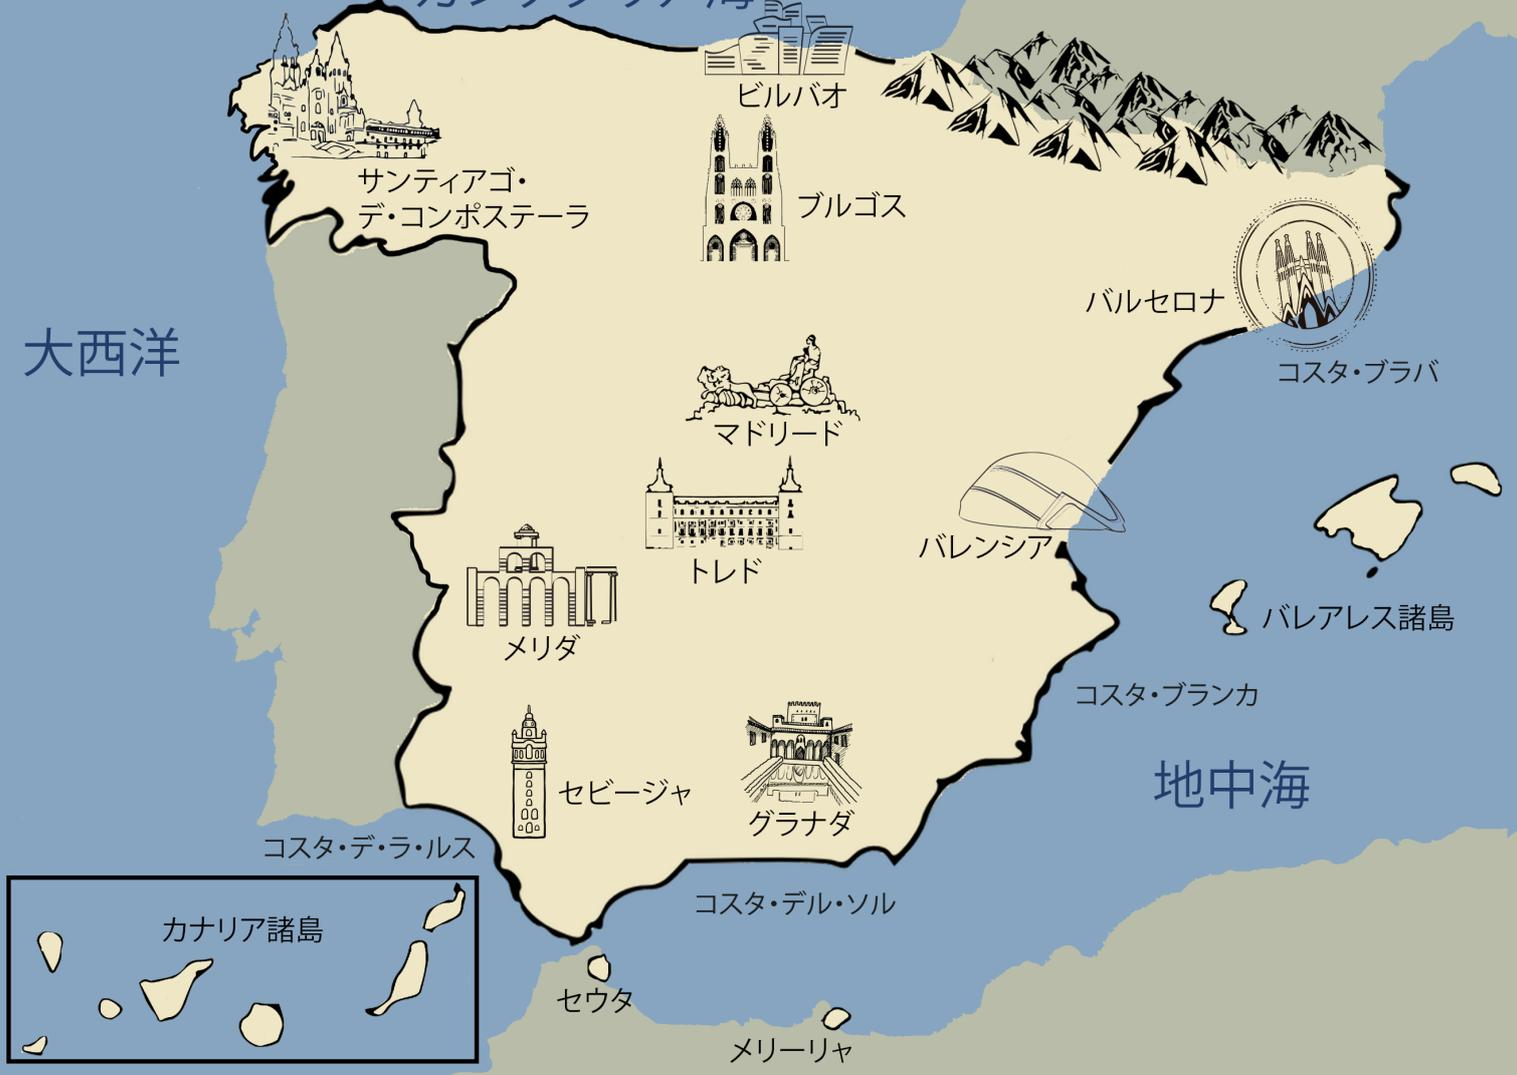 ビルバオ
サンティアゴ・
デ・コンポステーラ
ブルゴス
バルセロナ
大西洋
コスタ・ブラバ
マドリード
バレンシア
トレド
バレアレス諸島
メリダ
コスタ・ブランカ
地中海
セビージャ
グラナダ
コスタ・デ・ラ・ルス
コスタ・デル・ソル
カナリア諸島
セウタ
メリーリャ